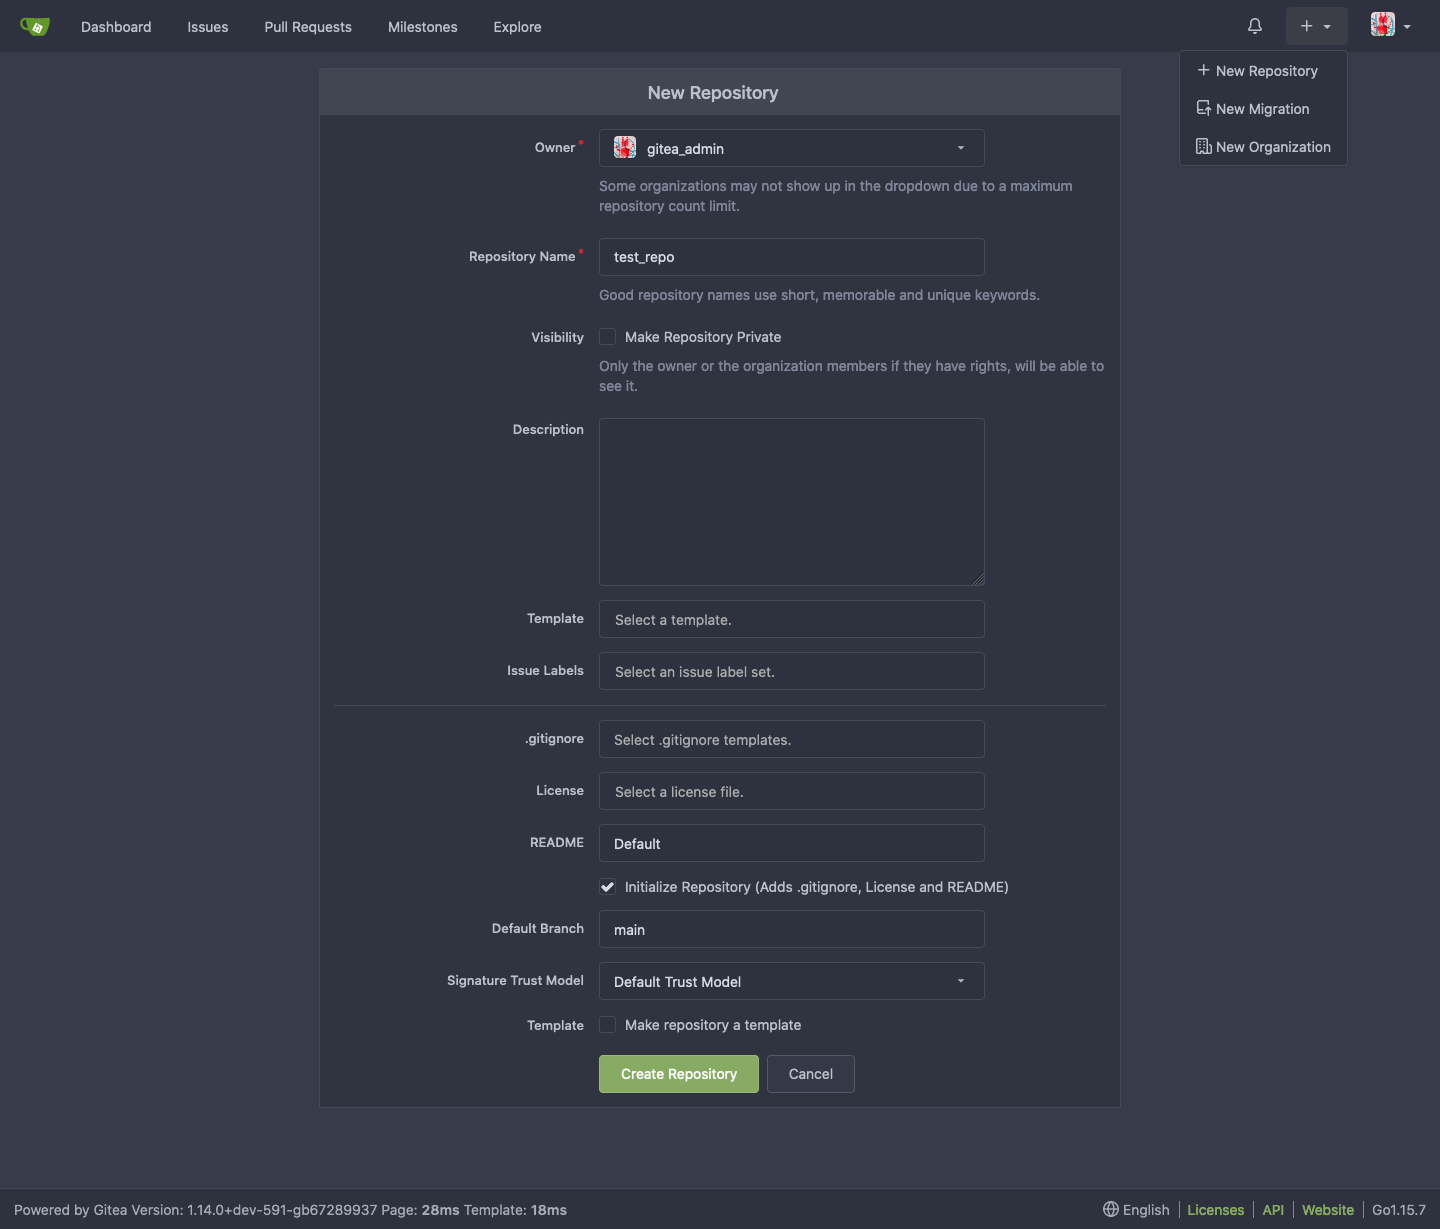 Dashboard Issues Pull Requests Milestones Explore
New Repository
New Migration
New Organization
New Repository
Owner* gitea_admin
Some organizations may not show up in the dropdown due to a maximum
repository count limit.
Repository Name* test_repo
Good repository names use short, memorable and unique keywords.
Visibility Make Repository Private
Only the owner or the organization members if they have rights, will be able to
see it.
Description
Template Select a template.
Issue Labels Select an issue label set.
.gitignore Select .gitignore templates.
License Select a license file.
README Default
Initialize Repository (Adds .gitignore, License and README)
Default Branch main
Signature Trust Model Default Trust Model
Template Make repository a template
Create Repository Cancel
Powered by Gitea Version: 1.14.0+dev-591-gb67289937 Page: 28ms Template: 18ms English Licenses API Website Go1.15.7